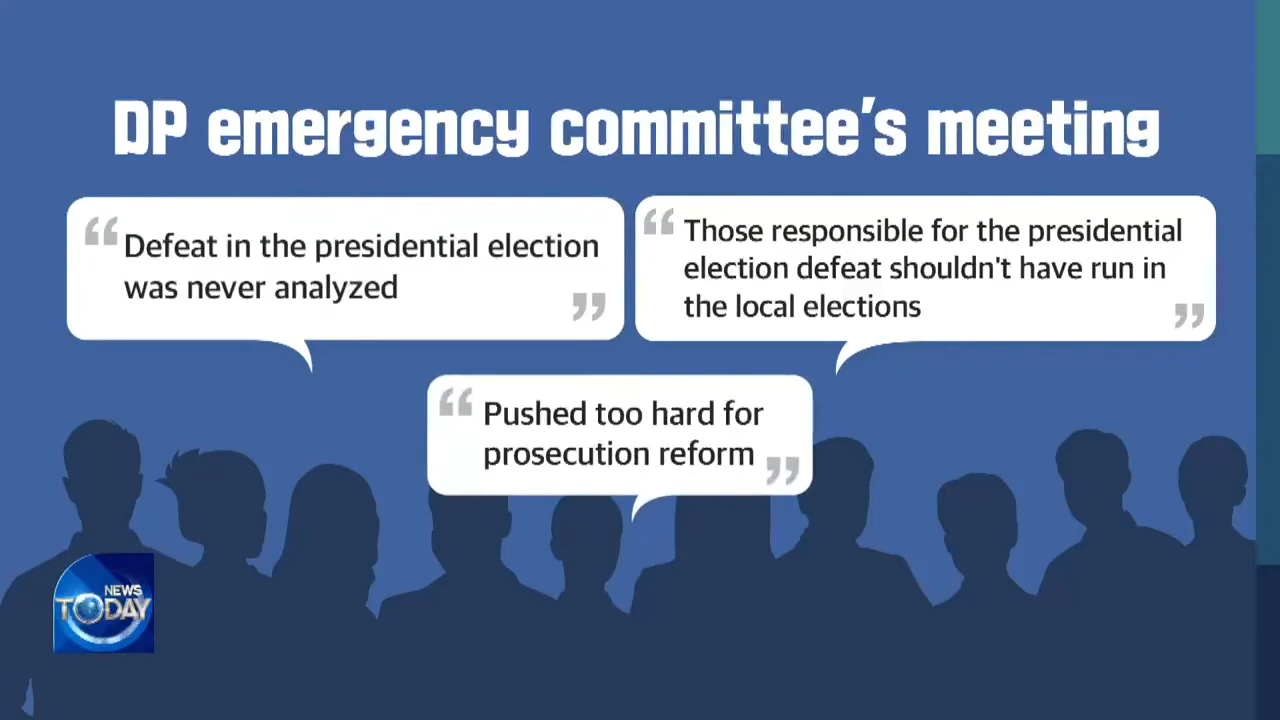 DP emergency committee's meeting
“Defeat in the presidential election
was never analyzed”
“Those responsible for the presidential
election defeat shouldn't have run in
the local elections”
“Pushed too hard for
prosecution reform”
NEWS
TODAY